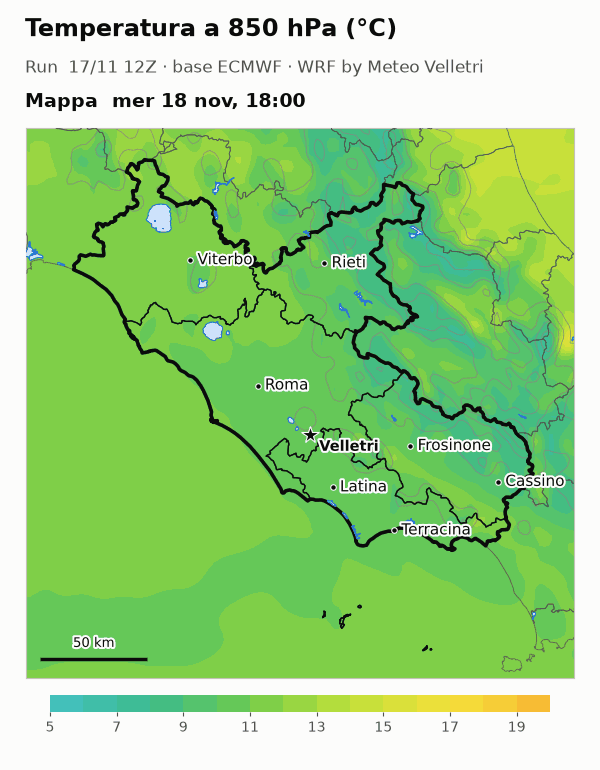 Temperatura a 850 hPa (°C)
Run  17/11 12Z · base ECMWF · WRF by Meteo Velletri
Mappa  mer 18 nov, 18:00
Viterbo
Rieti
Roma
Velletri
Frosinone
Latina
Cassino
Terracina
50 km
5 7 9 11 13 15 17 19